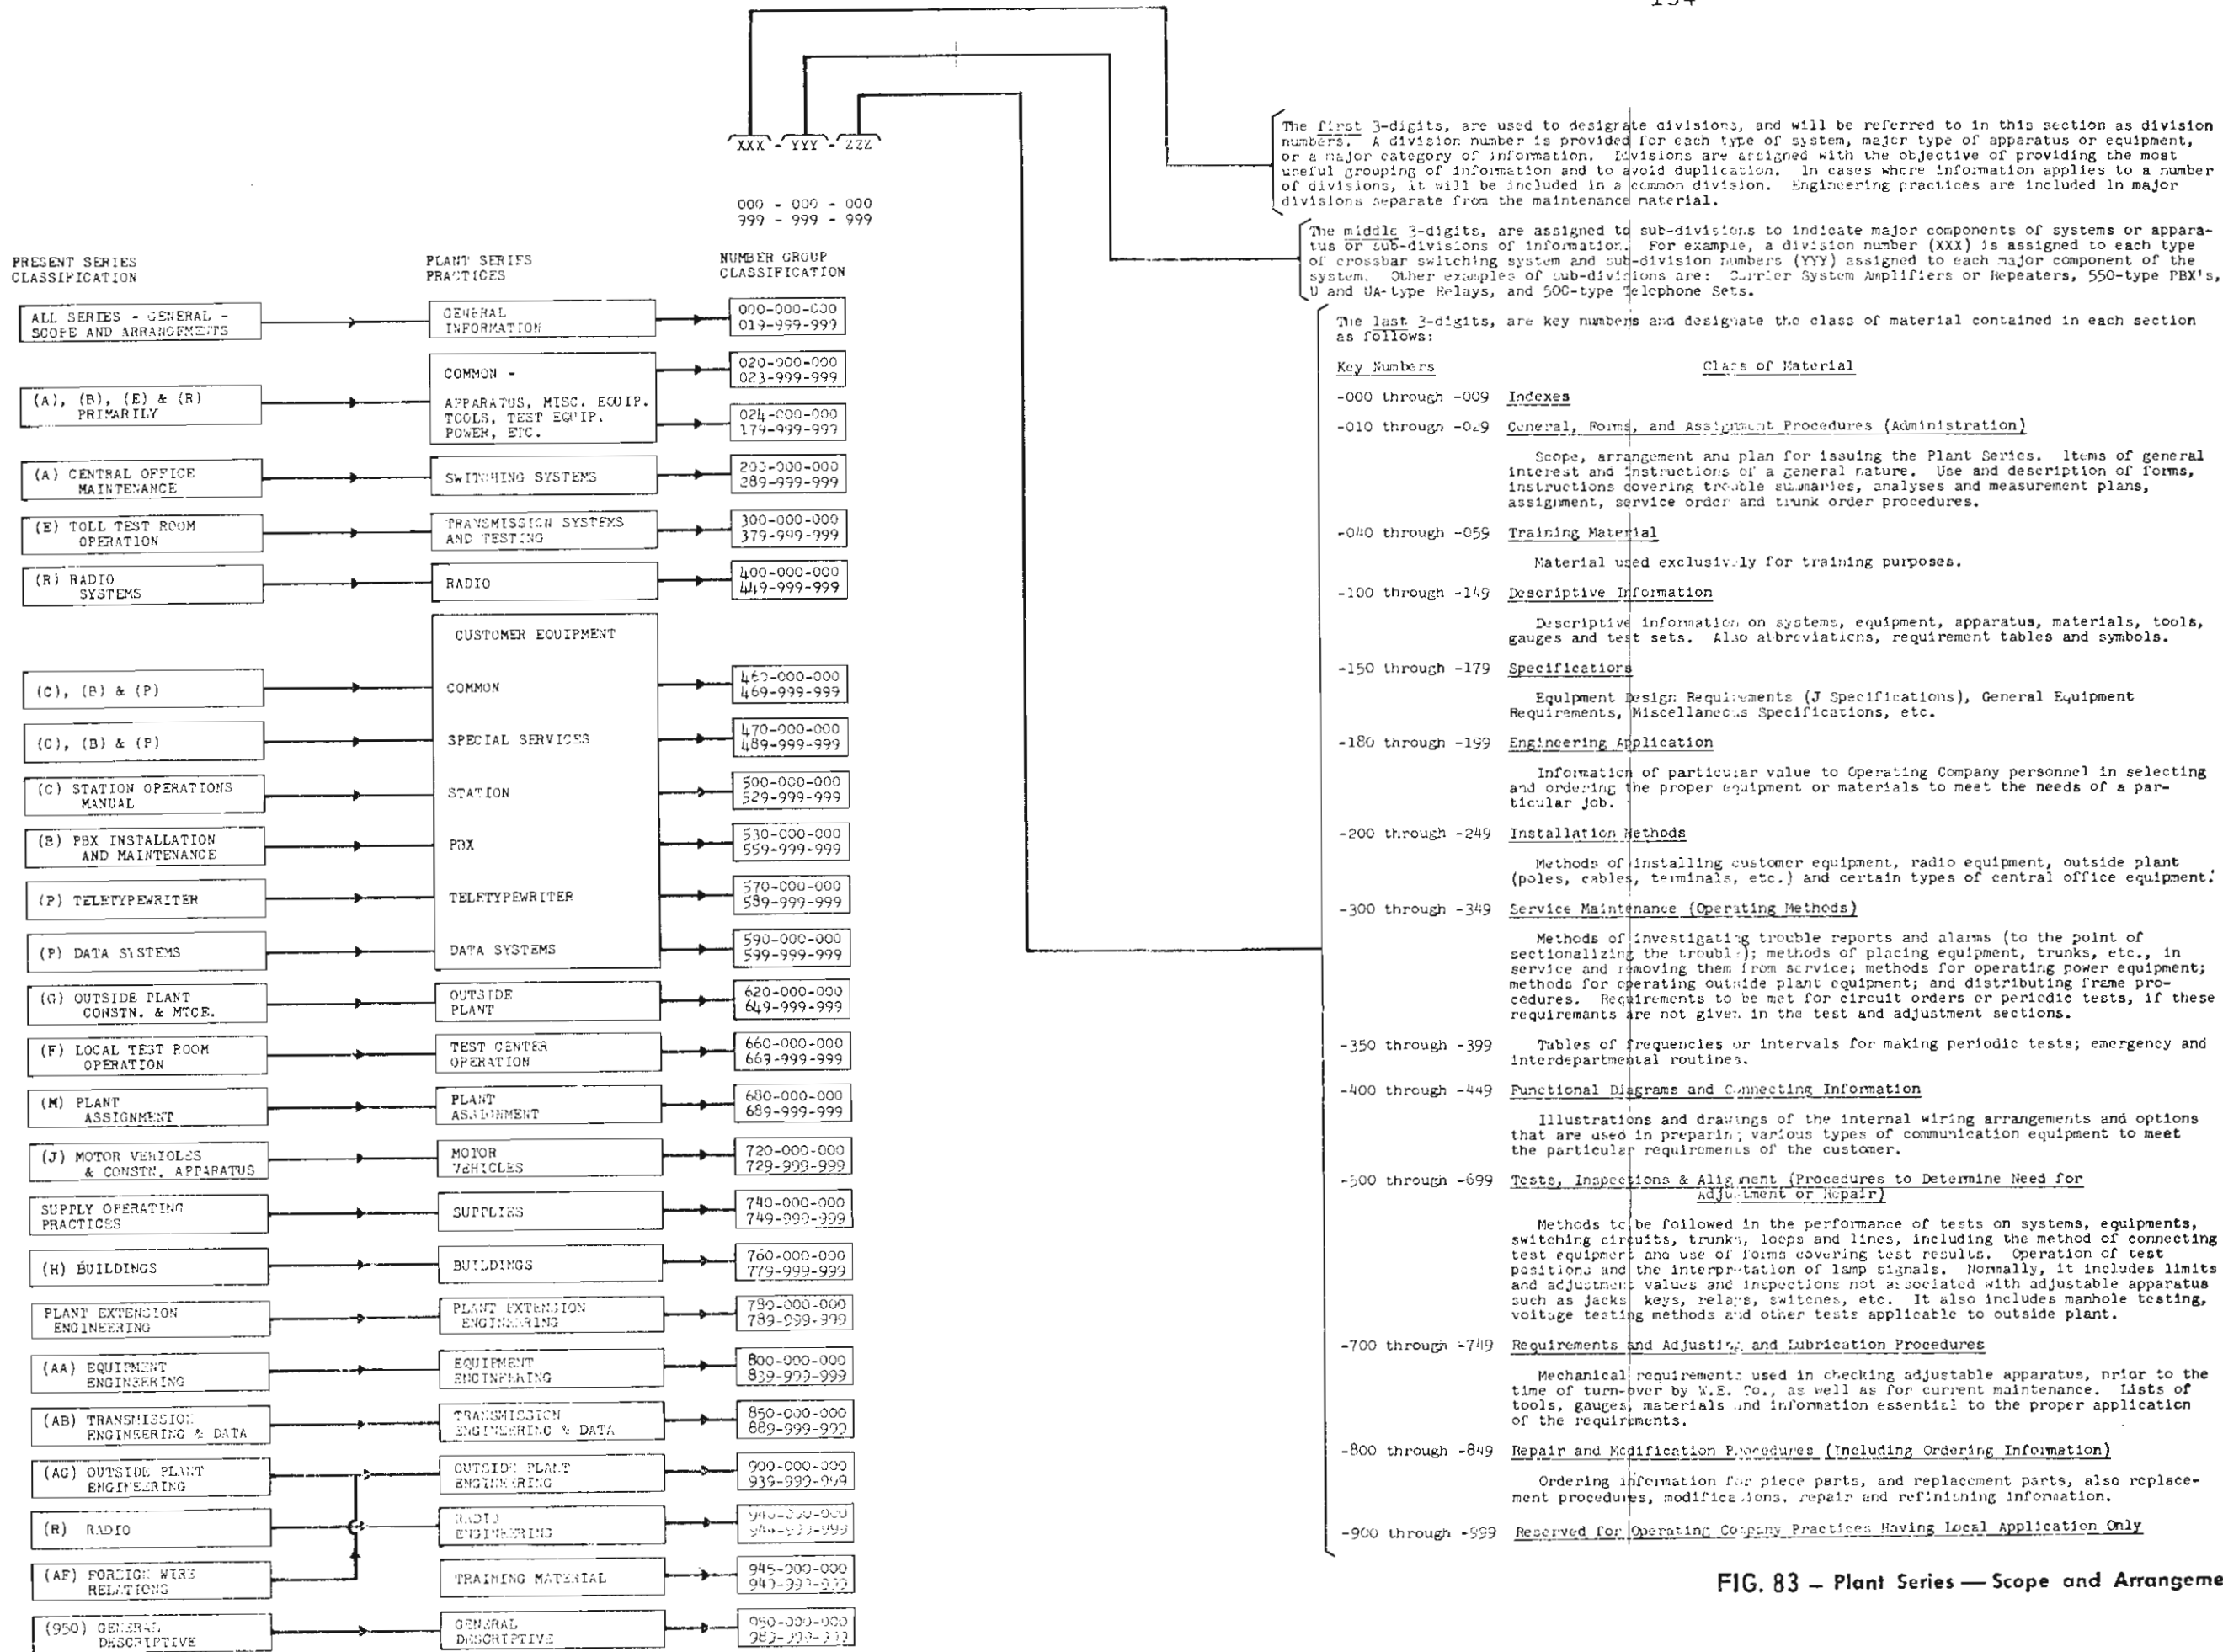 XXX - YYY - ZZZ
000 - 000 - 000
999 - 999 - 999
PRESENT SERIES
CLASSIFICATION
PLANT SERIES
PRACTICES
NUMBER GROUP
CLASSIFICATION
ALL SERIES - GENERAL -
SCOPE AND ARRANGEMENTS
GENERAL
INFORMATION
000-000-000
019-999-999
(A), (B), (E) & (R)
PRIMARILY
COMMON -
APPARATUS, MISC. EQUIP.
TOOLS, TEST EQUIP.
POWER, ETC.
020-000-000
023-999-999
024-000-000
179-999-999
(A) CENTRAL OFFICE
MAINTENANCE
SWITCHING SYSTEMS
200-000-000
289-999-999
(E) TOLL TEST ROOM
OPERATION
TRANSMISSION SYSTEMS
AND TESTING
300-000-000
379-999-999
(R) RADIO
SYSTEMS
RADIO
400-000-000
449-999-999
CUSTOMER EQUIPMENT
(C), (B) & (P)
COMMON
460-000-000
469-999-999
(C), (B) & (P)
SPECIAL SERVICES
470-000-000
489-999-999
(C) STATION OPERATIONS
MANUAL
STATION
500-000-000
529-999-999
(B) PBX INSTALLATION
AND MAINTENANCE
PBX
530-000-000
559-999-999
(P) TELETYPEWRITER
TELETYPEWRITER
570-000-000
589-999-999
(P) DATA SYSTEMS
DATA SYSTEMS
590-000-000
599-999-999
(G) OUTSIDE PLANT
CONSTN. & MTCE.
OUTSIDE
PLANT
620-000-000
649-999-999
(F) LOCAL TEST ROOM
OPERATION
TEST CENTER
OPERATION
660-000-000
669-999-999
(M) PLANT
ASSIGNMENT
PLANT
ASSIGNMENT
680-000-000
689-999-999
(J) MOTOR VEHICLES
& CONSTN. APPARATUS
MOTOR
VEHICLES
720-000-000
729-999-999
SUPPLY OPERATING
PRACTICES
SUPPLIES
740-000-000
749-999-999
(H) BUILDINGS
BUILDINGS
760-000-000
779-999-999
PLANT EXTENSION
ENGINEERING
PLANT EXTENSION
ENGINEERING
780-000-000
789-999-999
(AA) EQUIPMENT
ENGINEERING
EQUIPMENT
ENGINEERING
800-000-000
839-999-999
(AB) TRANSMISSION
ENGINEERING & DATA
TRANSMISSION
ENGINEERING & DATA
850-000-000
889-999-999
(AG) OUTSIDE PLANT
ENGINEERING
OUTSIDE PLANT
ENGINEERING
900-000-000
939-999-999
(R) RADIO
RADIO
ENGINEERING
940-000-000
944-999-999
(AF) FOREIGN WIRE
RELATIONS
TRAINING MATERIAL
945-000-000
949-999-999
(950) GENERAL
DESCRIPTIVE
GENERAL
DESCRIPTIVE
950-000-000
983-999-999
The first 3-digits, are used to designate divisions, and will be referred to in this section as division
numbers. A division number is provided for each type of system, major type of apparatus or equipment,
or a major category of information. Divisions are assigned with the objective of providing the most
useful grouping of information and to avoid duplication. In cases where information applies to a number
of divisions, it will be included in a common division. Engineering practices are included in major
divisions separate from the maintenance material.
The middle 3-digits, are assigned to sub-divisions to indicate major components of systems or appara-
tus or sub-divisions of information. For example, a division number (XXX) is assigned to each type
of crossbar switching system and sub-division numbers (YYY) assigned to each major component of the
system. Other examples of sub-divisions are: Carrier System Amplifiers or Repeaters, 550-type PBX's,
U and UA-type Relays, and 500-type Telephone Sets.
The last 3-digits, are key numbers and designate the class of material contained in each section
as follows:
Key Numbers Class of Material
-000 through -009 Indexes
-010 through -029 General, Forms, and Assignment Procedures (Administration)
Scope, arrangement and plan for issuing the Plant Series. Items of general
interest and instructions of a general nature. Use and description of forms,
instructions covering trouble summaries, analyses and measurement plans,
assignment, service order and trunk order procedures.
-040 through -059 Training Material
Material used exclusively for training purposes.
-100 through -149 Descriptive Information
Descriptive information on systems, equipment, apparatus, materials, tools,
gauges and test sets. Also abbreviations, requirement tables and symbols.
-150 through -179 Specifications
Equipment Design Requirements (J Specifications), General Equipment
Requirements, Miscellaneous Specifications, etc.
-180 through -199 Engineering Application
Information of particular value to Operating Company personnel in selecting
and ordering the proper equipment or materials to meet the needs of a par-
ticular job.
-200 through -249 Installation Methods
Methods of installing customer equipment, radio equipment, outside plant
(poles, cables, terminals, etc.) and certain types of central office equipment.
-300 through -349 Service Maintenance (Operating Methods)
Methods of investigating trouble reports and alarms (to the point of
sectionalizing the trouble); methods of placing equipment, trunks, etc., in
service and removing them from service; methods for operating power equipment;
methods for operating outside plant equipment; and distributing frame pro-
cedures. Requirements to be met for circuit orders or periodic tests, if these
requirements are not given in the test and adjustment sections.
-350 through -399 Tables of frequencies or intervals for making periodic tests; emergency and
interdepartmental routines.
-400 through -449 Functional Diagrams and Connecting Information
Illustrations and drawings of the internal wiring arrangements and options
that are used in preparing various types of communication equipment to meet
the particular requirements of the customer.
-500 through -699 Tests, Inspections & Alignment (Procedures to Determine Need for
Adjustment or Repair)
Methods to be followed in the performance of tests on systems, equipments,
switching circuits, trunks, loops and lines, including the method of connecting
test equipment and use of forms covering test results. Operation of test
positions and the interpretation of lamp signals. Normally, it includes limits
and adjustment values and inspections not associated with adjustable apparatus
such as jacks, keys, relays, switches, etc. It also includes manhole testing,
voltage testing methods and other tests applicable to outside plant.
-700 through -749 Requirements and Adjusting and Lubrication Procedures
Mechanical requirements used in checking adjustable apparatus, prior to the
time of turn-over by W.E. Co., as well as for current maintenance. Lists of
tools, gauges, materials and information essential to the proper application
of the requirements.
-800 through -849 Repair and Modification Procedures (Including Ordering Information)
Ordering information for piece parts, and replacement parts, also replace-
ment procedures, modifications, repair and refinishing information.
-900 through -999 Reserved for Operating Company Practices Having Local Application Only
FIG. 83 — Plant Series — Scope and Arrangeme